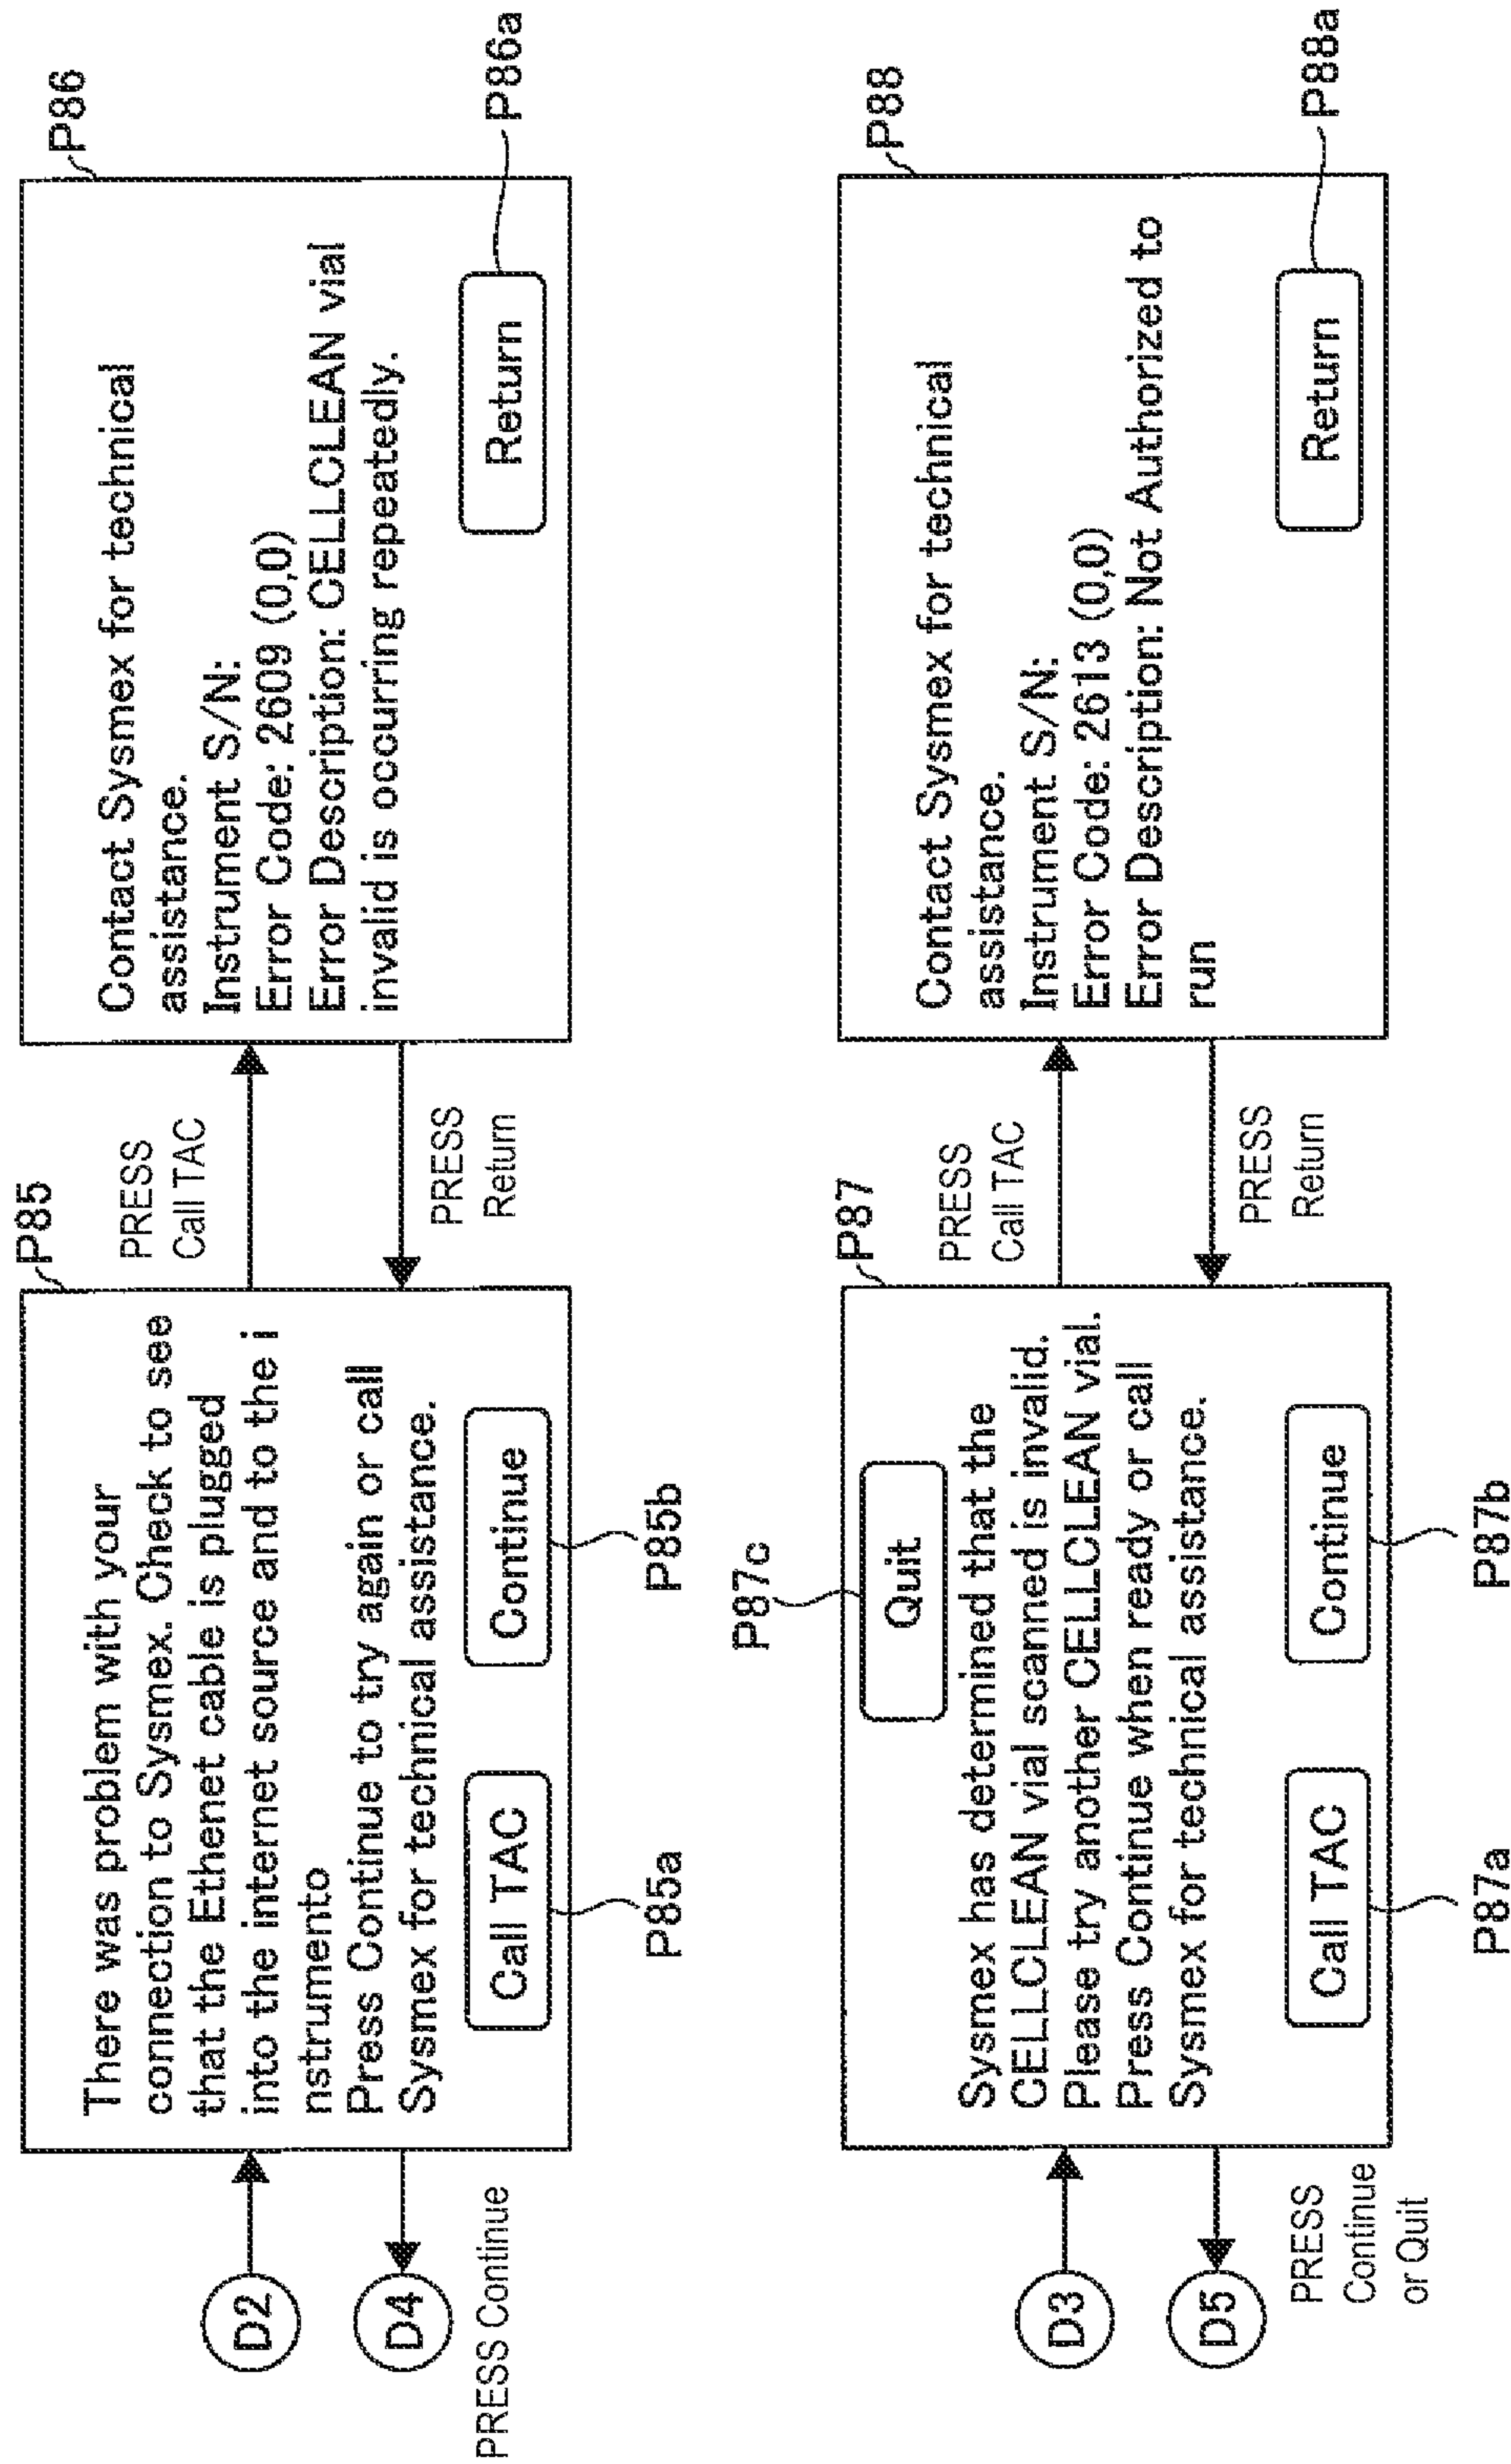 P85
There was problem with your
connection to Sysmex. Check to see
that the Ethenet cable is plugged
into the internet source and to the i
nstrumento
Press Continue to try again or call
Sysmex for technical assistance.
Call TAC
Continue
P85a
P85b
D2
D4
PRESS Continue
PRESS
Call TAC
PRESS
Return
P86
Contact Sysmex for technical
assistance.
Instrument S/N:
Error Code: 2609 (0,0)
Error Description: CELLCLEAN vial
invalid is occurring repeatedly.
Return
P86a
P87
P87c
Quit
Sysmex has determined that the
CELLCLEAN vial scanned is invalid.
Please try another CELLCLEAN vial.
Press Continue when ready or call
Sysmex for technical assistance.
Call TAC
Continue
P87a
P87b
D3
D5
PRESS
Continue
or Quit
PRESS
Call TAC
PRESS
Return
P88
Contact Sysmex for technical
assistance.
Instrument S/N:
Error Code: 2613 (0,0)
Error Description: Not Authorized to
run
Return
P88a